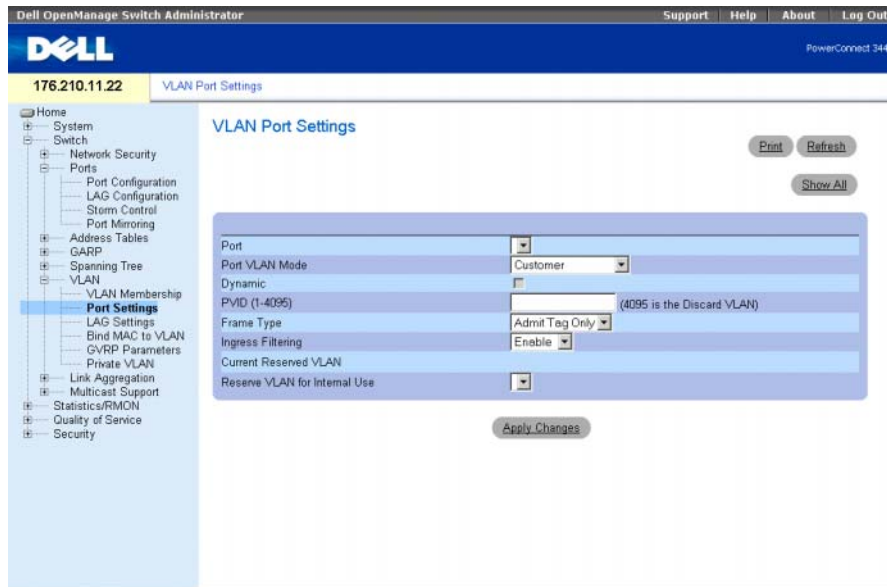 Dell OpenManage Switch Administrator
Support Help About Log Out
DELL
PowerConnect 344
176.210.11.22
VLAN Port Settings
Home
System
Switch
Network Security
Ports
Port Configuration
LAG Configuration
Storm Control
Port Mirroring
Address Tables
GARP
Spanning Tree
VLAN
VLAN Membership
Port Settings
LAG Settings
Bind MAC to VLAN
GVRP Parameters
Private VLAN
Link Aggregation
Multicast Support
Statistics/RMON
Quality of Service
Security
VLAN Port Settings
Print Refresh
Show All
Port
Port VLAN Mode Customer
Dynamic
PVID (1-4095) (4095 is the Discard VLAN)
Frame Type Admit Tag Only
Ingress Filtering Enable
Current Reserved VLAN
Reserve VLAN for Internal Use
Apply Changes